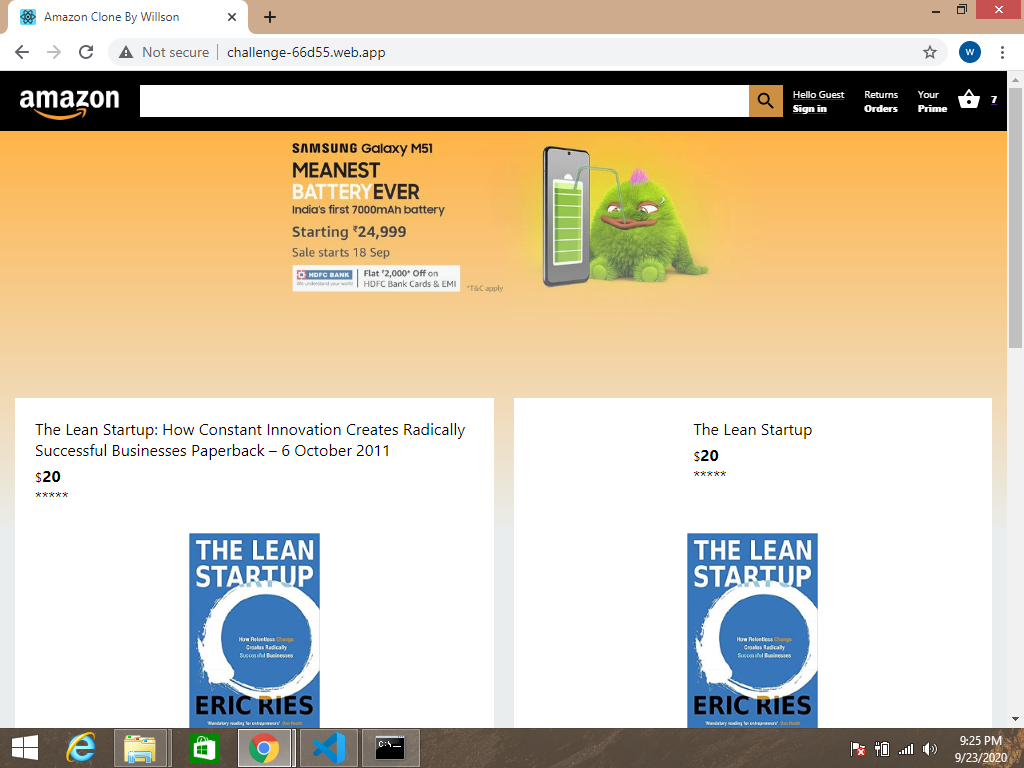 Amazon Clone By Willson
Not secure
challenge-66d55.web.app
W
amazon
Hello Guest
Sign in
Returns
Orders
Your
Prime
7
SAMSUNG Galaxy M51
MEANEST
BATTERYEVER
India's first 7000mAh battery
Starting ₹24,999
Sale starts 18 Sep
HDFC BANK
We understand your world
Flat ₹2,000* Off on
HDFC Bank Cards & EMI
*T&C apply
The Lean Startup: How Constant Innovation Creates Radically
Successful Businesses Paperback – 6 October 2011
$20
*****
THE LEAN
STARTUP
How Relentless Change
Creates Radically
Successful Businesses
ERIC RIES
'Mandatory reading for entrepreneurs' Dan Heath
The Lean Startup
$20
*****
THE LEAN
STARTUP
How Relentless Change
Creates Radically
Successful Businesses
ERIC RIES
'Mandatory reading for entrepreneurs' Dan Heath
C:\_
9:25 PM
9/23/2020